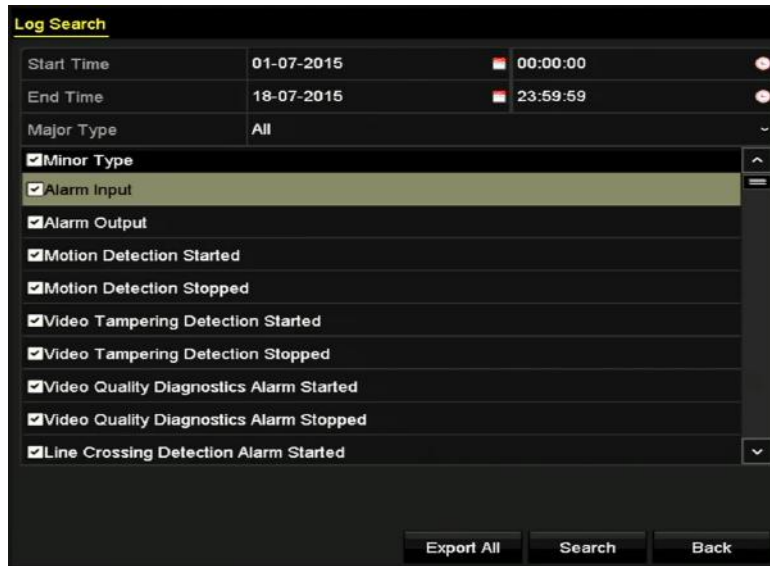 Log Search
Start Time 01-07-2015 00:00:00
End Time 18-07-2015 23:59:59
Major Type All
Minor Type
Alarm Input
Alarm Output
Motion Detection Started
Motion Detection Stopped
Video Tampering Detection Started
Video Tampering Detection Stopped
Video Quality Diagnostics Alarm Started
Video Quality Diagnostics Alarm Stopped
Line Crossing Detection Alarm Started
Export All Search Back